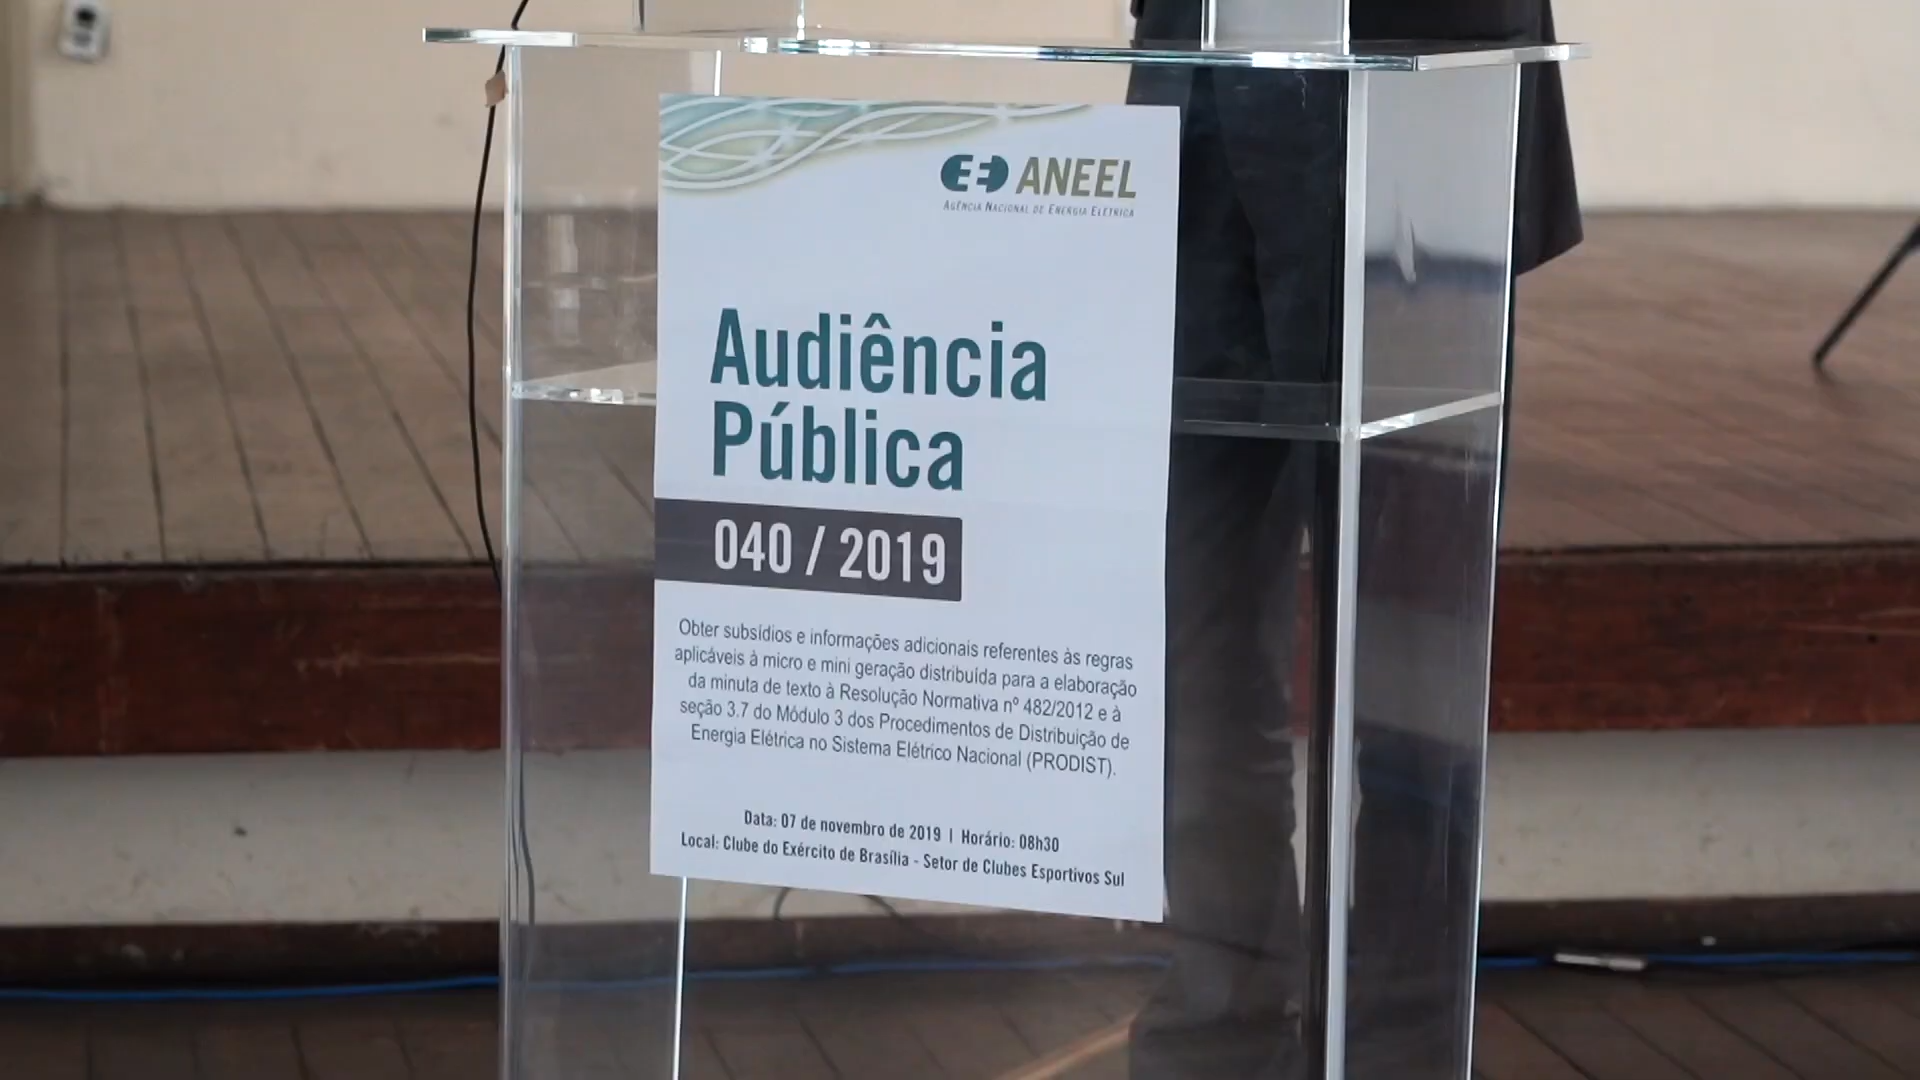 ANEEL
AGÊNCIA NACIONAL DE ENERGIA ELÉTRICA
Audiência
Pública
040 / 2019
Obter subsídios e informações adicionais referentes às regras
aplicáveis à micro e mini geração distribuída para a elaboração
da minuta de texto à Resolução Normativa nº 482/2012 e à
seção 3.7 do Módulo 3 dos Procedimentos de Distribuição de
Energia Elétrica no Sistema Elétrico Nacional (PRODIST).
Data: 07 de novembro de 2019 | Horário: 08h30
Local: Clube do Exército de Brasília - Setor de Clubes Esportivos Sul